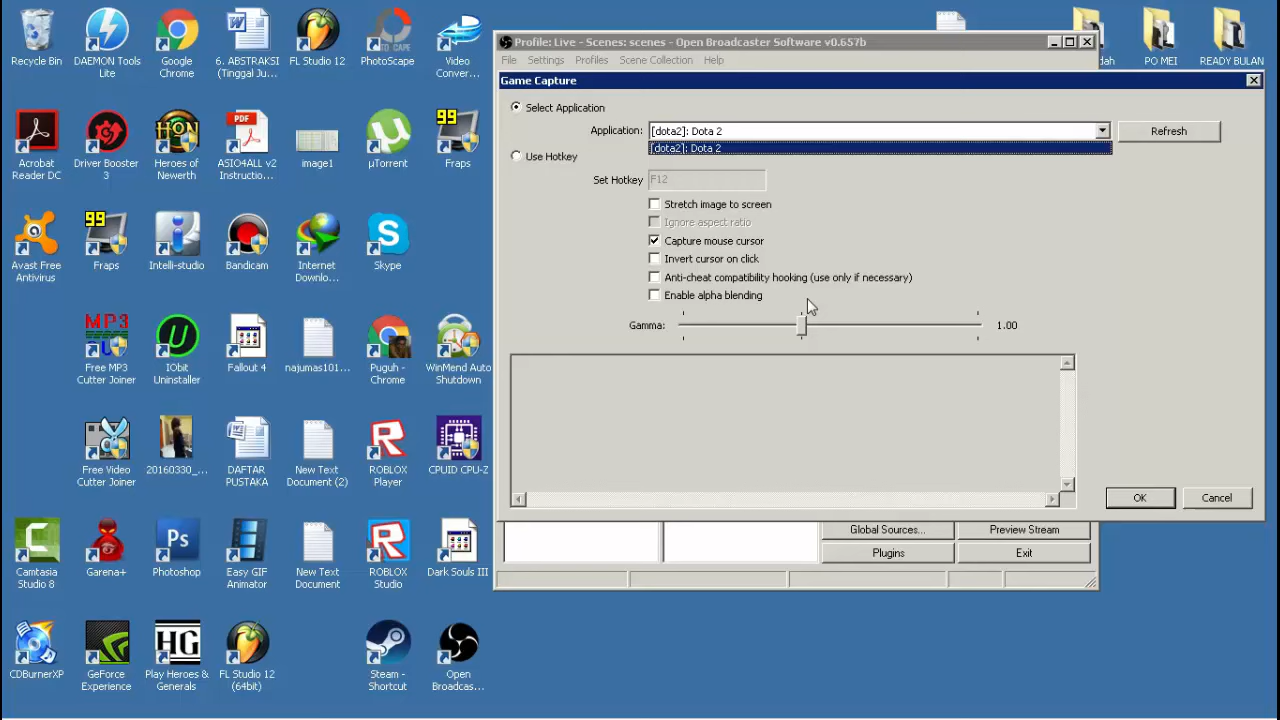 Recycle Bin
DAEMON Tools
Lite
Google
Chrome
6. ABSTRAKSI
(Tinggal Ju...
FL Studio 12
PhotoScape
Video
Conver...
PO MEI
READY BULAN
Acrobat
Reader DC
Driver Booster
3
Heroes of
Newerth
ASIO4ALL v2
Instructio...
image1
µTorrent
Fraps
Avast Free
Antivirus
Fraps
Intelli-studio
Bandicam
Internet
Downlo...
Skype
Free MP3
Cutter Joiner
IObit
Uninstaller
Fallout 4
najumas101...
Puguh -
Chrome
WinMend Auto
Shutdown
Free Video
Cutter Joiner
20160330_...
DAFTAR
PUSTAKA
New Text
Document (2)
ROBLOX
Player
CPUID CPU-Z
Camtasia
Studio 8
Garena+
Photoshop
Easy GIF
Animator
New Text
Document
ROBLOX
Studio
Dark Souls III
CDBurnerXP
GeForce
Experience
Play Heroes &
Generals
FL Studio 12
(64bit)
Steam -
Shortcut
Open
Broadcas...
Profile: Live - Scenes: scenes - Open Broadcaster Software v0.657b
File Settings Profiles Scene Collection Help
Game Capture
Select Application
Application: [dota2]: Dota 2 Refresh
[dota2]: Dota 2
Use Hotkey
Set Hotkey F12
Stretch image to screen
Ignore aspect ratio
Capture mouse cursor
Invert cursor on click
Anti-cheat compatibility hooking (use only if necessary)
Enable alpha blending
Gamma: 1.00
OK Cancel
Global Sources... Preview Stream
Plugins Exit